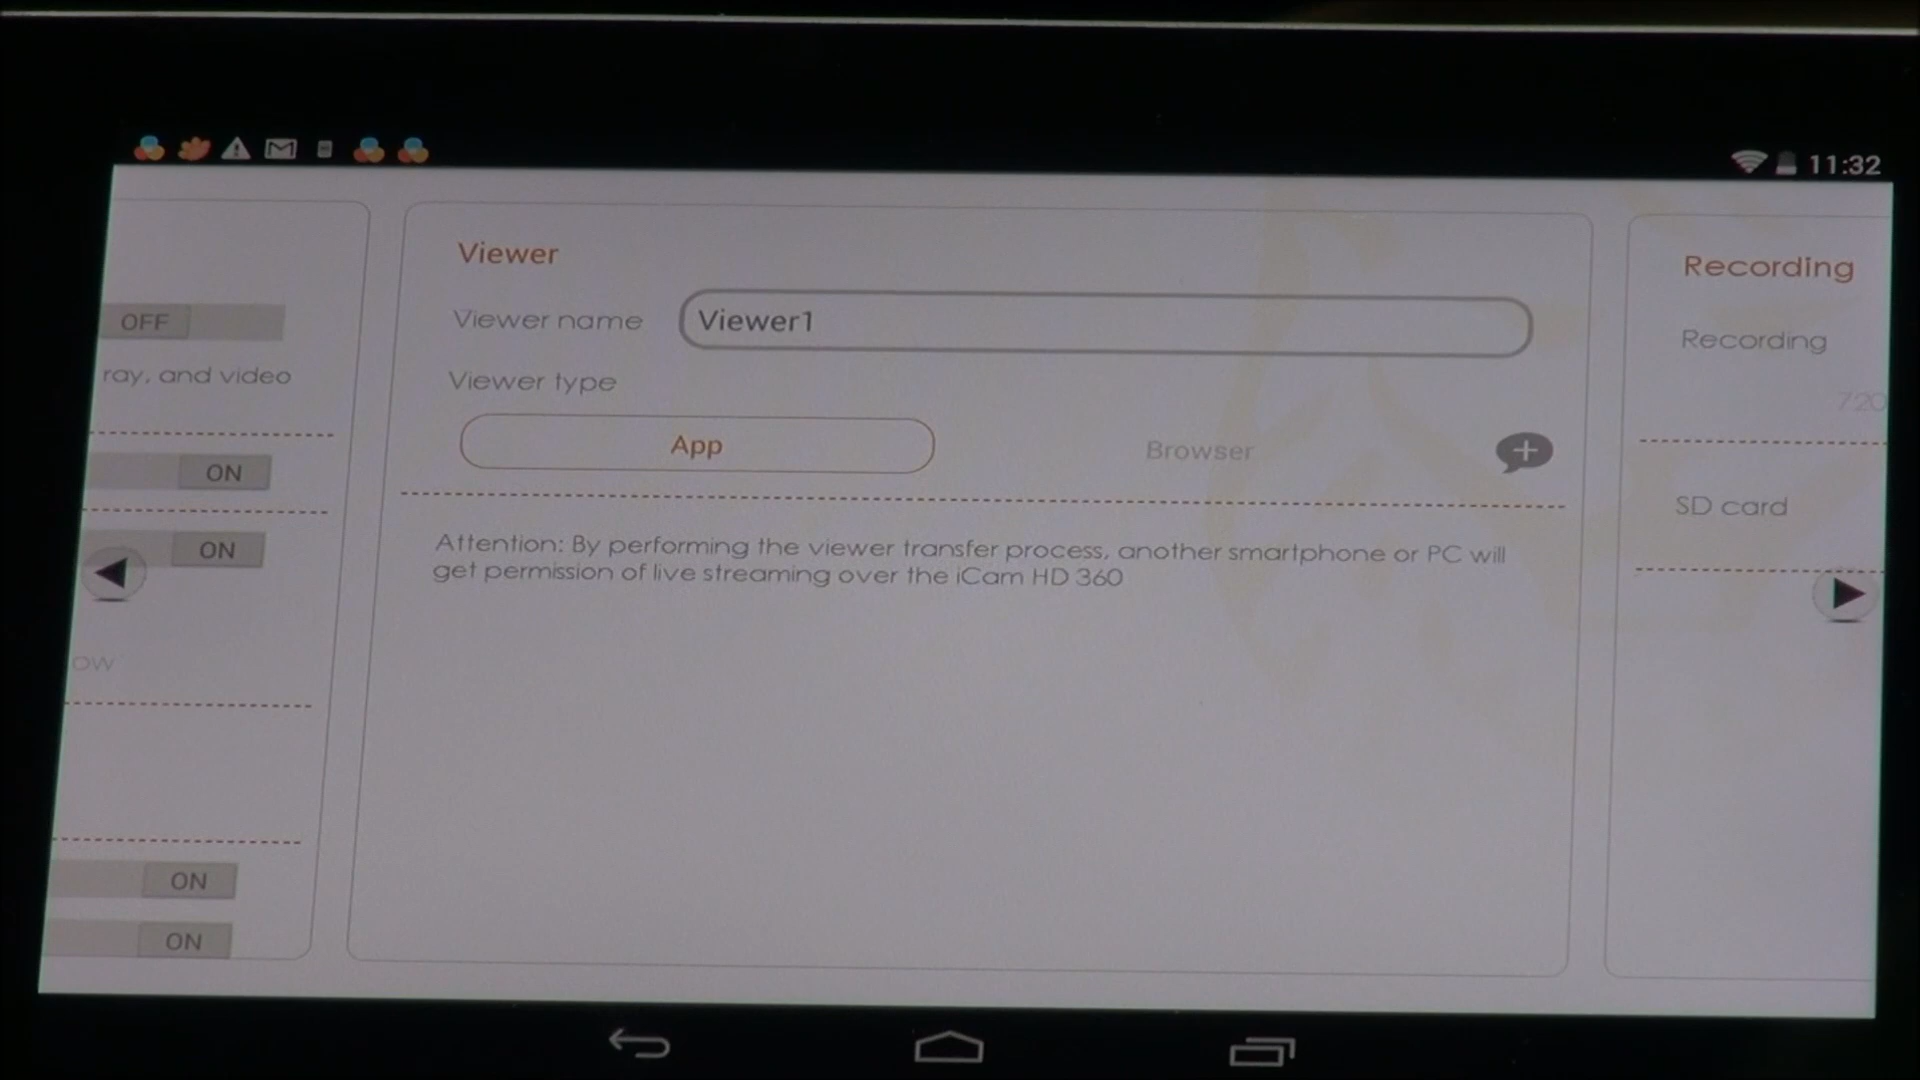 11:32
OFF
ray, and video
ON
ON
ow
ON
ON
Viewer
Viewer name Viewer1
Viewer type
App Browser
Attention: By performing the viewer transfer process, another smartphone or PC will
get permission of live streaming over the iCam HD 360
Recording
Recording
720
SD card